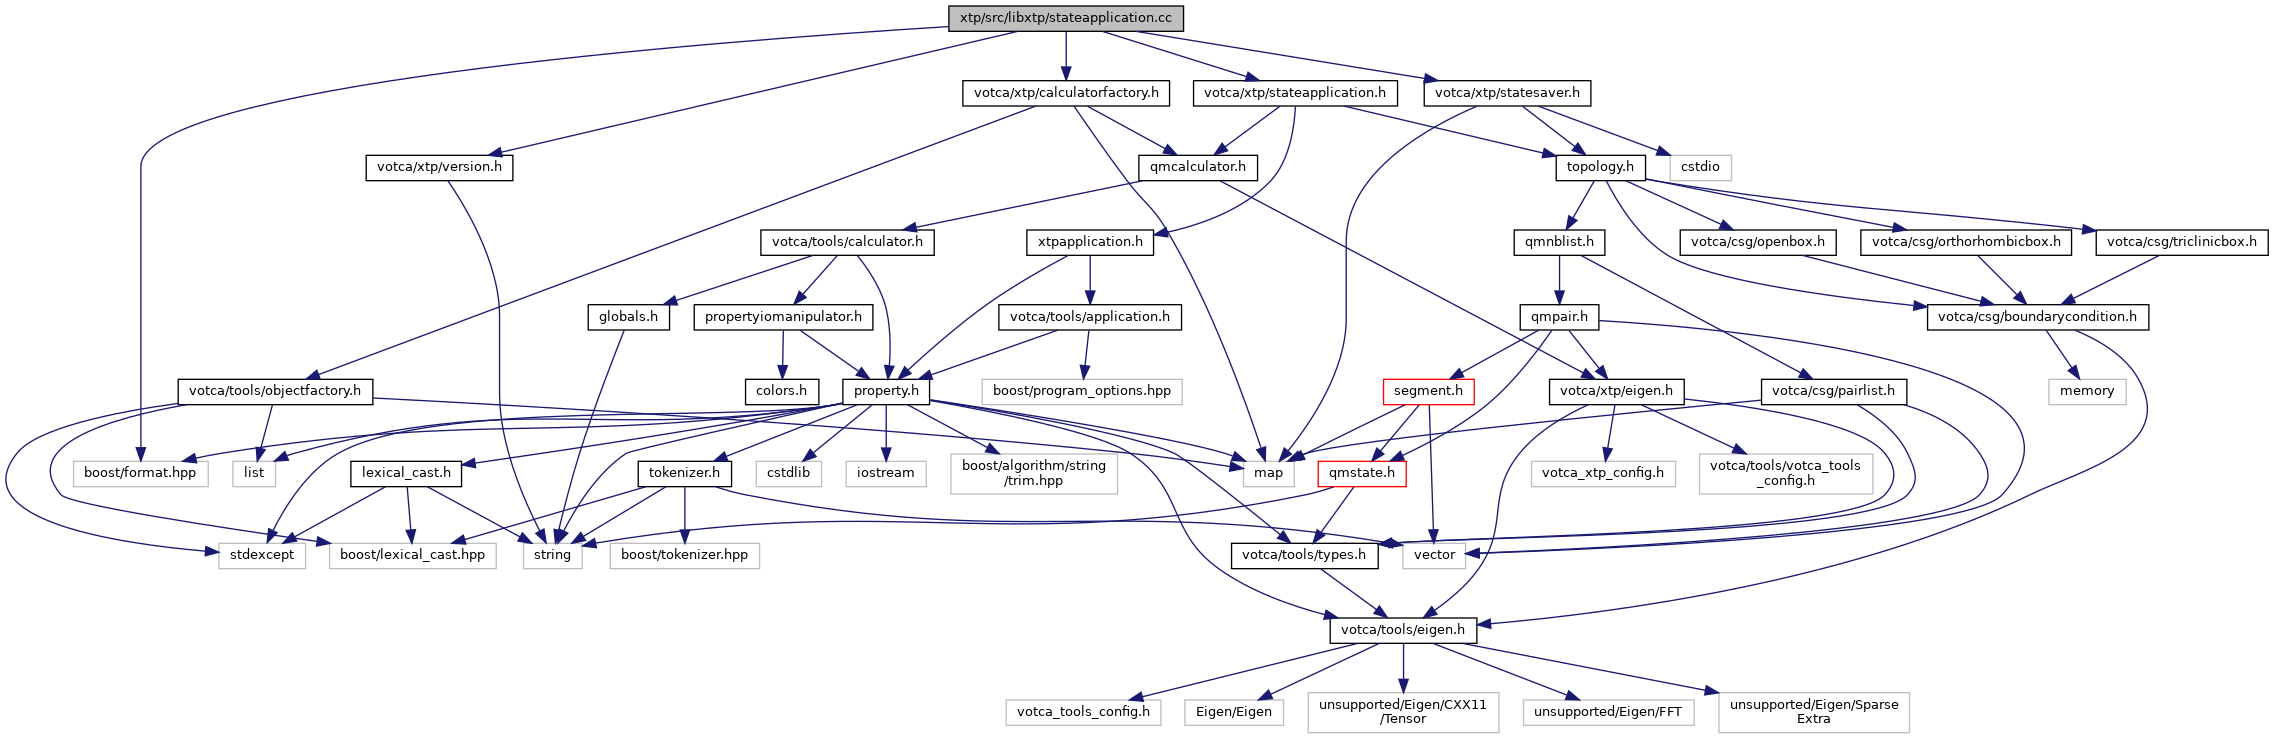 xtp/src/libxtp/stateapplication.cc
votca/xtp/calculatorfactory.h
votca/xtp/stateapplication.h
votca/xtp/statesaver.h
votca/xtp/version.h
qmcalculator.h
topology.h
cstdio
votca/tools/calculator.h
xtpapplication.h
qmnblist.h
votca/csg/openbox.h
votca/csg/orthorhombicbox.h
votca/csg/triclinicbox.h
globals.h
propertyiomanipulator.h
votca/tools/application.h
qmpair.h
votca/csg/boundarycondition.h
votca/tools/objectfactory.h
colors.h
property.h
boost/program_options.hpp
segment.h
votca/xtp/eigen.h
votca/csg/pairlist.h
memory
boost/format.hpp
list
lexical_cast.h
tokenizer.h
cstdlib
iostream
boost/algorithm/string
/trim.hpp
map
qmstate.h
votca_xtp_config.h
votca/tools/votca_tools
_config.h
stdexcept
boost/lexical_cast.hpp
string
boost/tokenizer.hpp
votca/tools/types.h
vector
votca/tools/eigen.h
votca_tools_config.h
Eigen/Eigen
unsupported/Eigen/CXX11
/Tensor
unsupported/Eigen/FFT
unsupported/Eigen/Sparse
Extra